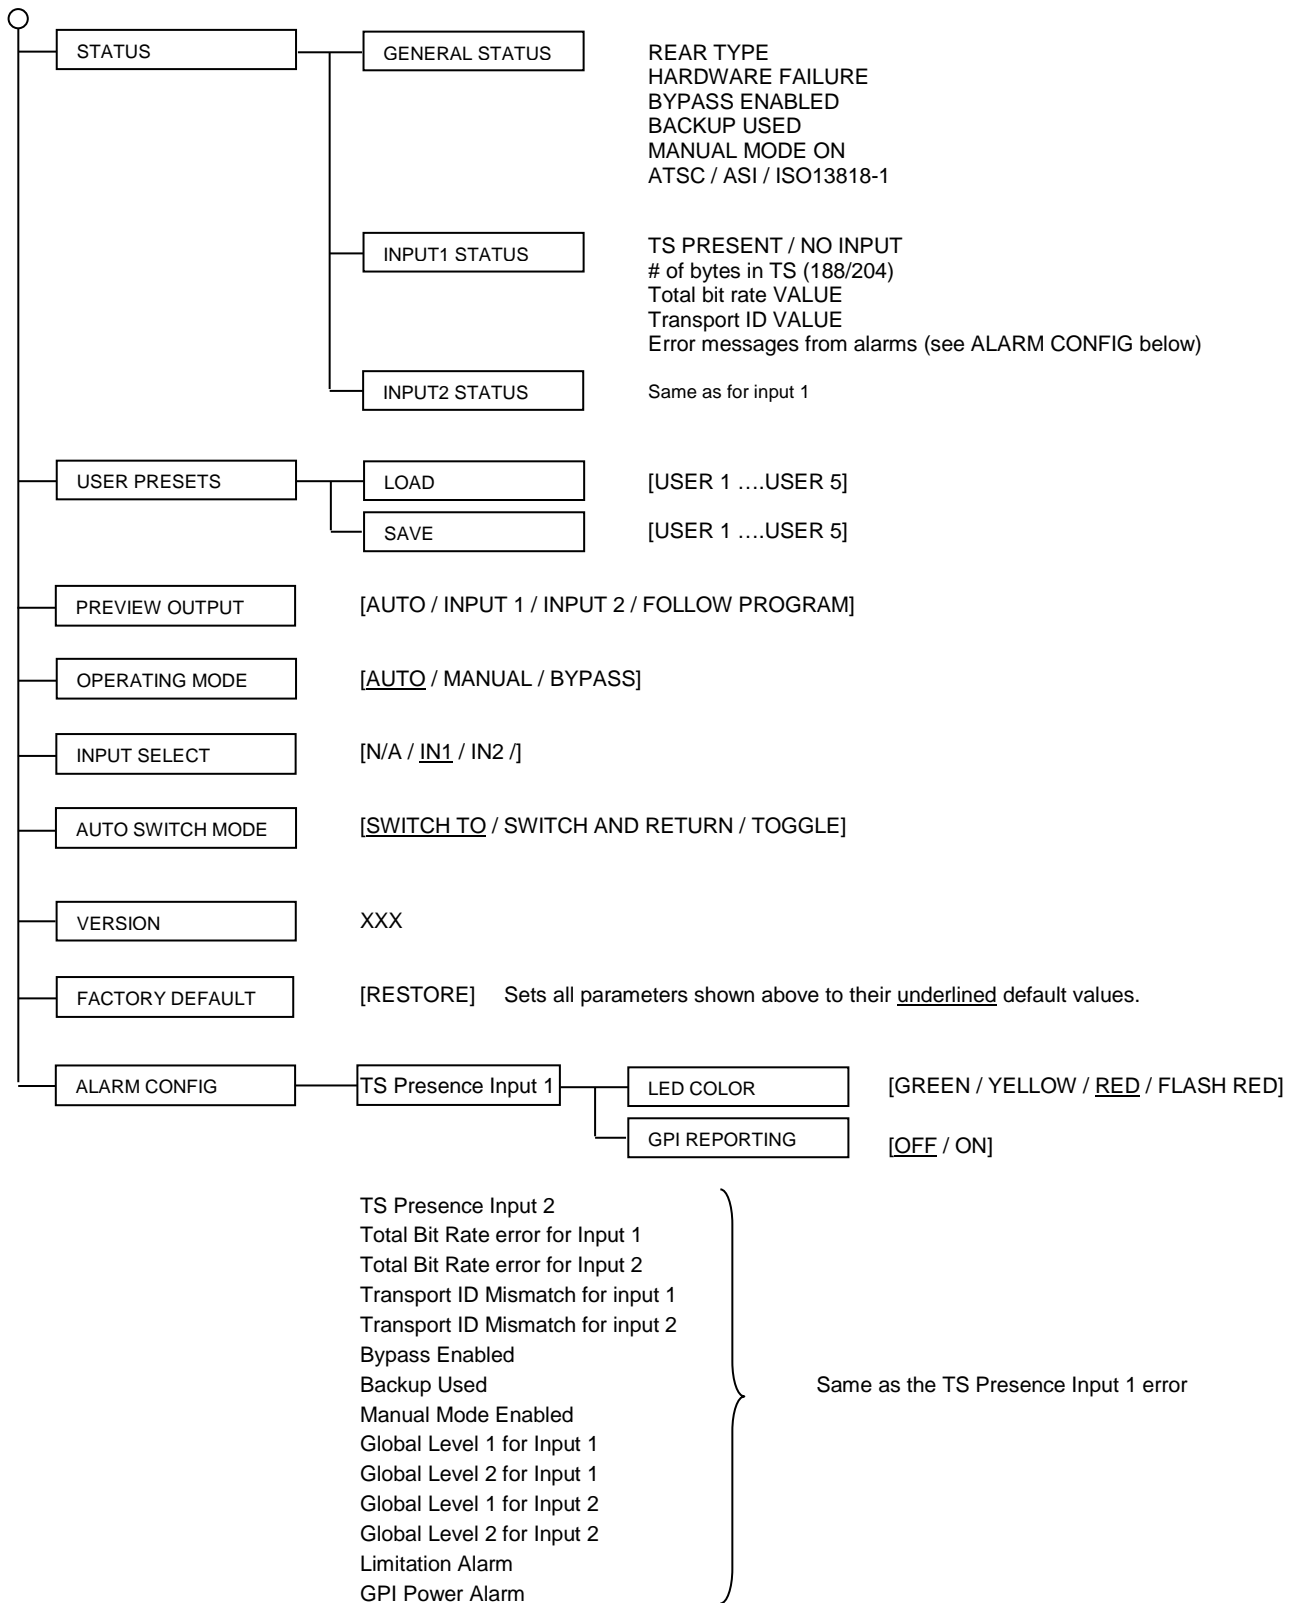 STATUS
GENERAL STATUS
REAR TYPE
HARDWARE FAILURE
BYPASS ENABLED
BACKUP USED
MANUAL MODE ON
ATSC / ASI / ISO13818-1
INPUT1 STATUS
TS PRESENT / NO INPUT
# of bytes in TS (188/204)
Total bit rate VALUE
Transport ID VALUE
Error messages from alarms (see ALARM CONFIG below)
INPUT2 STATUS
Same as for input 1
USER PRESETS
LOAD
[USER 1 ….USER 5]
SAVE
[USER 1 ….USER 5]
PREVIEW OUTPUT
[AUTO / INPUT 1 / INPUT 2 / FOLLOW PROGRAM]
OPERATING MODE
[AUTO / MANUAL / BYPASS]
INPUT SELECT
[N/A / IN1 / IN2 /]
AUTO SWITCH MODE
[SWITCH TO / SWITCH AND RETURN / TOGGLE]
VERSION
XXX
FACTORY DEFAULT
[RESTORE] Sets all parameters shown above to their underlined default values.
ALARM CONFIG
TS Presence Input 1
LED COLOR
[GREEN / YELLOW / RED / FLASH RED]
GPI REPORTING
[OFF / ON]
TS Presence Input 2
Total Bit Rate error for Input 1
Total Bit Rate error for Input 2
Transport ID Mismatch for input 1
Transport ID Mismatch for input 2
Bypass Enabled
Backup Used
Manual Mode Enabled
Global Level 1 for Input 1
Global Level 2 for Input 1
Global Level 1 for Input 2
Global Level 2 for Input 2
Limitation Alarm
GPI Power Alarm
Same as the TS Presence Input 1 error